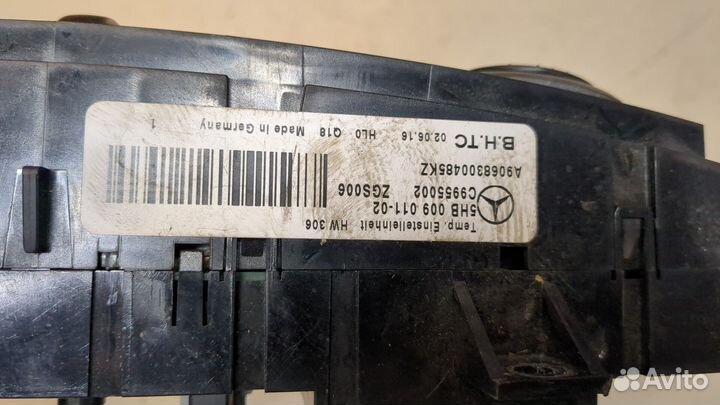 Temp. Einstelleinheit HW 306
5HB 009 011-02
C9955002 ZGS006
A9068300485KZ
B.H.TC 02.06.16 HL0 Q18 Made in Germany
1
Avito